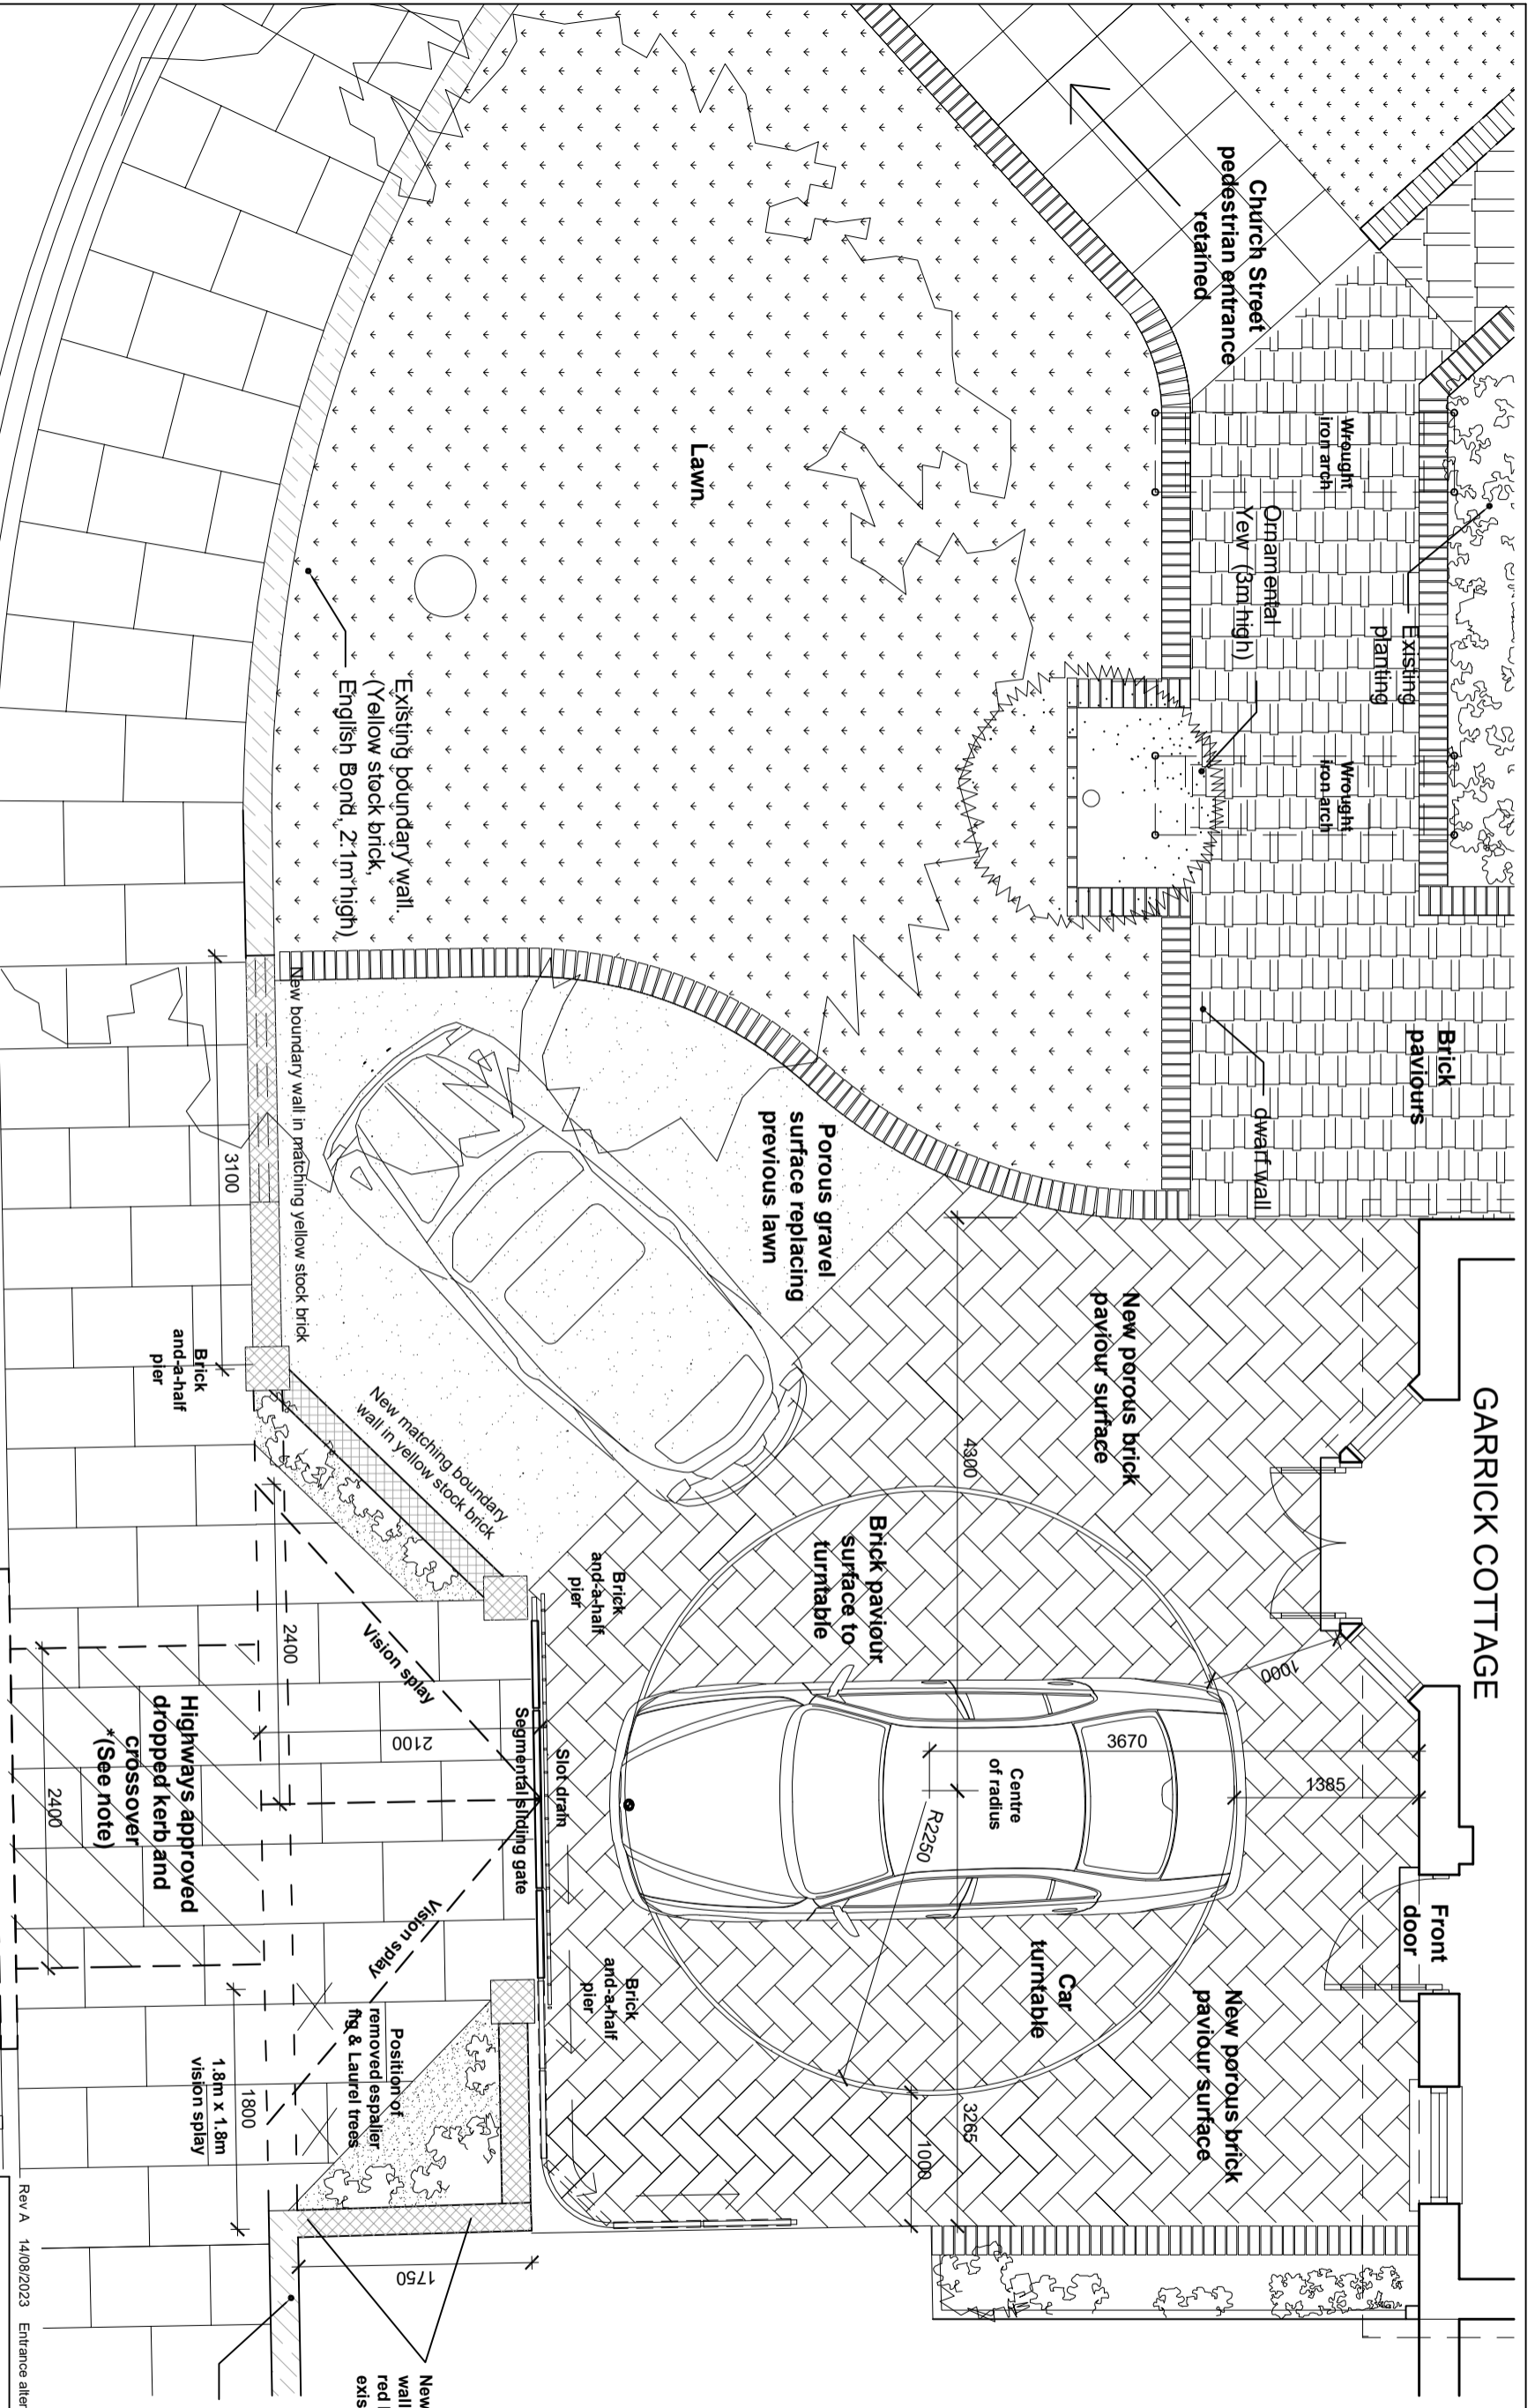 GARRICK COTTAGE
Church Street
pedestrian entrance
retained
Wrought
iron arch
Ornamental
Yew (3m high)
Existing
planting
Wrought
iron arch
Brick
paviours
dwarf wall
Lawn
Existing boundary wall.
(Yellow stock brick,
English Bond, 2.1m high)
New boundary wall in matching yellow stock brick
3100
Brick
and-a-half
pier
Porous gravel
surface replacing
previous lawn
New porous brick
paviour surface
4300
New matching boundary
wall in yellow stock brick
Brick
and-a-half
pier
Brick paviour
surface to
turntable
1000
Front
door
1385
3670
Centre
of radius
R2250
Car
turntable
New porous brick
paviour surface
3265
1000
Slot drain
Segmental sliding gate
Brick
and-a-half
pier
2400
Vision splay
2100
Vision splay
Highways approved
dropped kerb and
crossover
*(See note)
2400
Position of
removed espalier
fig & Laurel trees
1800
1.8m x 1.8m
vision splay
1750
New
wall
red
exis
Rev A 14/08/2023 Entrance alter